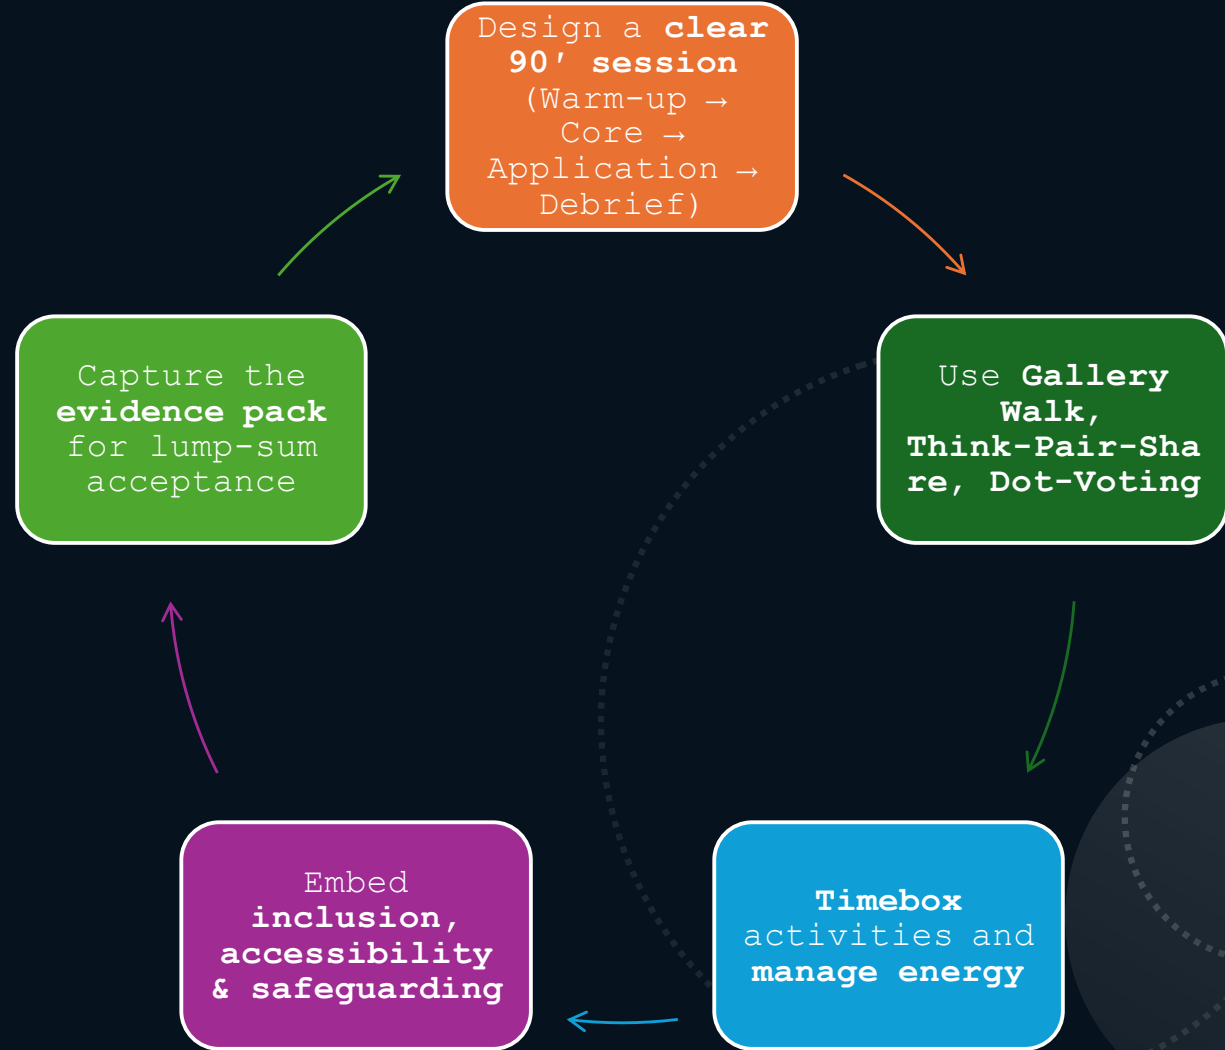 Design a clear
90′ session
(Warm-up →
Core →
Application →
Debrief)
Use Gallery
Walk,
Think-Pair-Sha
re, Dot-Voting
Timebox
activities and
manage energy
Embed
inclusion,
accessibility
& safeguarding
Capture the
evidence pack
for lump-sum
acceptance